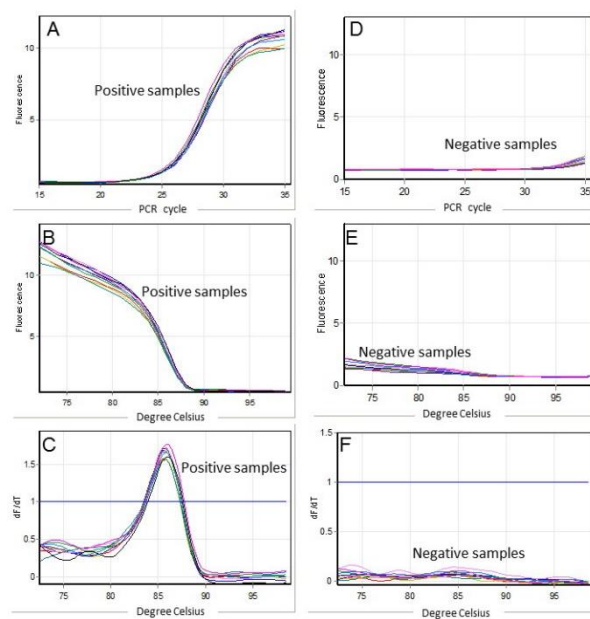 A
Positive samples
Fluorescence
10
5
15 20 25 30 35
PCR cycle
D
Negative samples
Fluorescence
10
5
0
15 20 25 30 35
PCR cycle
B
Positive samples
Fluorescence
10
5
75 80 85 90 95
Degree Celsius
E
Negative samples
Fluorescence
10
5
0
75 80 85 90 95
Degree Celsius
C
Positive samples
dF/dT
1.5
1
0.5
0
75 80 85 90 95
Degree Celsius
F
Negative samples
dF/dT
1.5
1
0.5
0
75 80 85 90 95
Degree Celsius